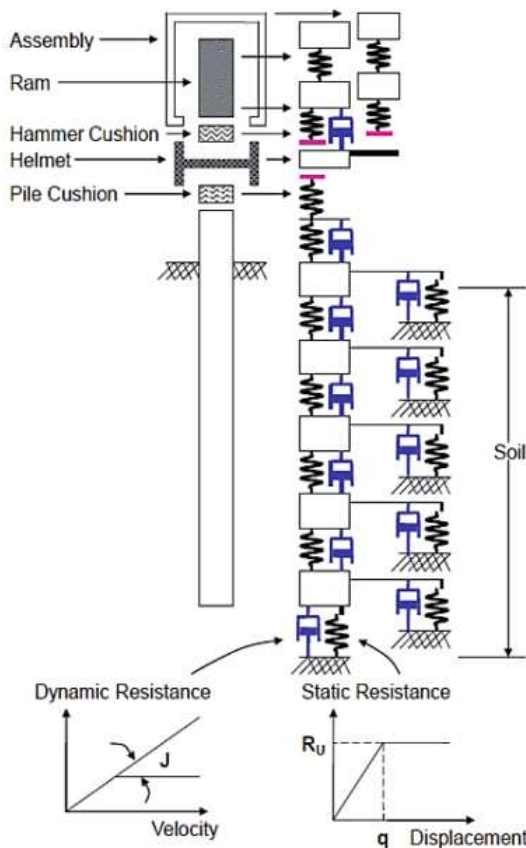 Assembly
Ram
Hammer Cushion
Helmet
Pile Cushion
Soil
Dynamic Resistance
Static Resistance
J
Velocity
Rᵤ
q
Displacement